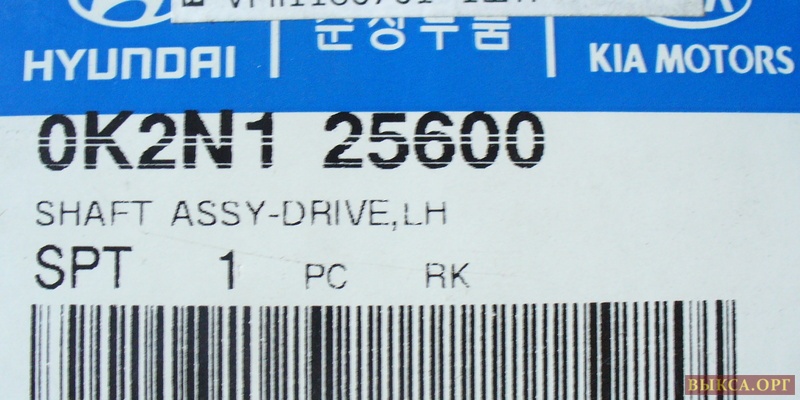 HYUNDAI
순정부품
KIA MOTORS
0K2N1 25600
SHAFT ASSY-DRIVE,LH
SPT 1 PC RK
ВЫКСА.ОРГ